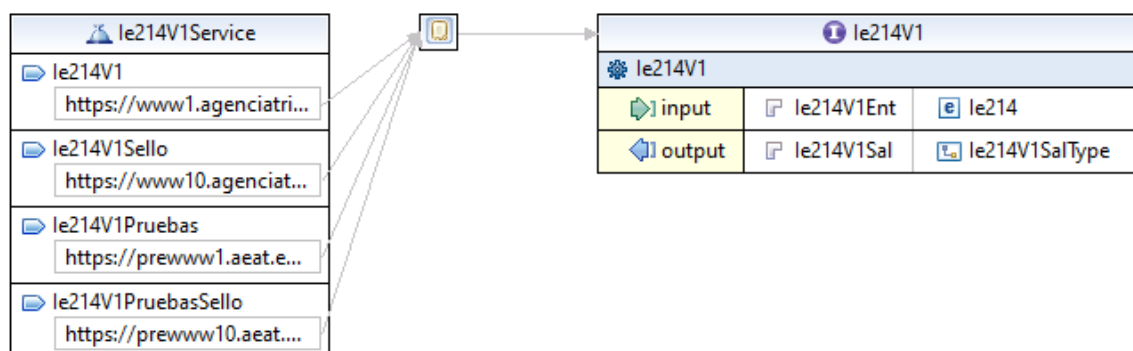 Ie214V1Service
Ie214V1
https://www1.agenciatri...
Ie214V1Sello
https://www10.agenciat...
Ie214V1Pruebas
https://prewww1.aeat.e...
Ie214V1PruebasSello
https://prewww10.aeat....
I Ie214V1
Ie214V1
input Ie214V1Ent e Ie214
output Ie214V1Sal Ie214V1SalType